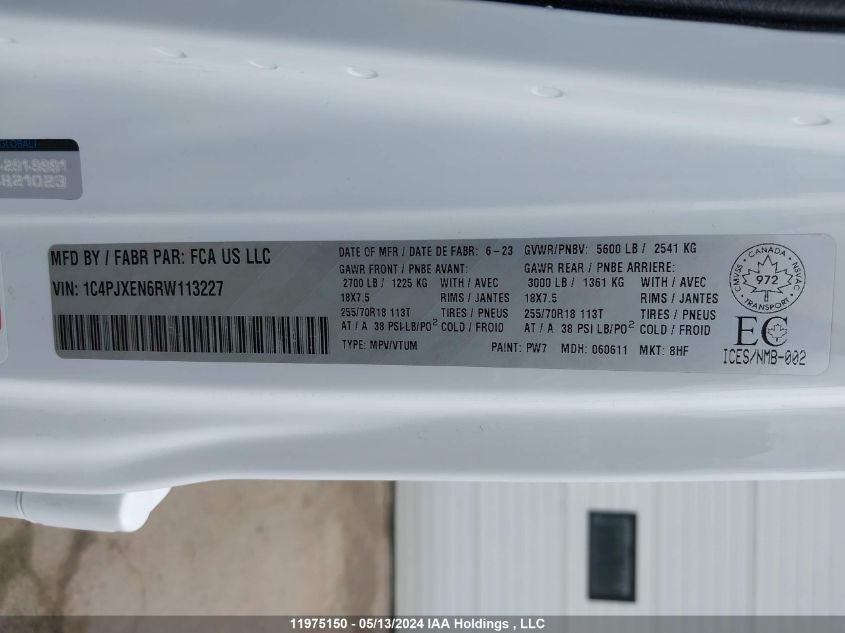 GLOBALI
-291-9991
821023
MFD BY / FABR PAR: FCA US LLC
VIN: 1C4PJXEN6RW113227
DATE OF MFR / DATE DE FABR: 6-23 GVWR/PNBV: 5600 LB / 2541 KG
GAWR FRONT / PNBE AVANT: GAWR REAR / PNBE ARRIERE:
2700 LB / 1225 KG WITH / AVEC 3000 LB / 1361 KG WITH / AVEC
18X7.5 RIMS / JANTES 18X7.5 RIMS / JANTES
255/70R18 113T TIRES / PNEUS 255/70R18 113T TIRES / PNEUS
AT / A 38 PSI-LB/PO² COLD / FROID AT / A 38 PSI-LB/PO² COLD / FROID
TYPE: MPV/VTUM PAINT: PW7 MDH: 060611 MKT: 8HF
CANADA
CMVSS NSVAC
972
EC
ICES/NMB-002
11975150 - 05/13/2024 IAA Holdings , LLC